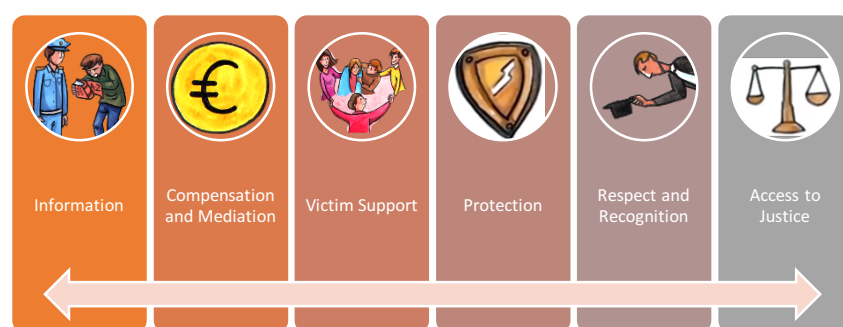 Information
Compensation
and Mediation
Victim Support
Protection
Respect and
Recognition
Access to
Justice
€